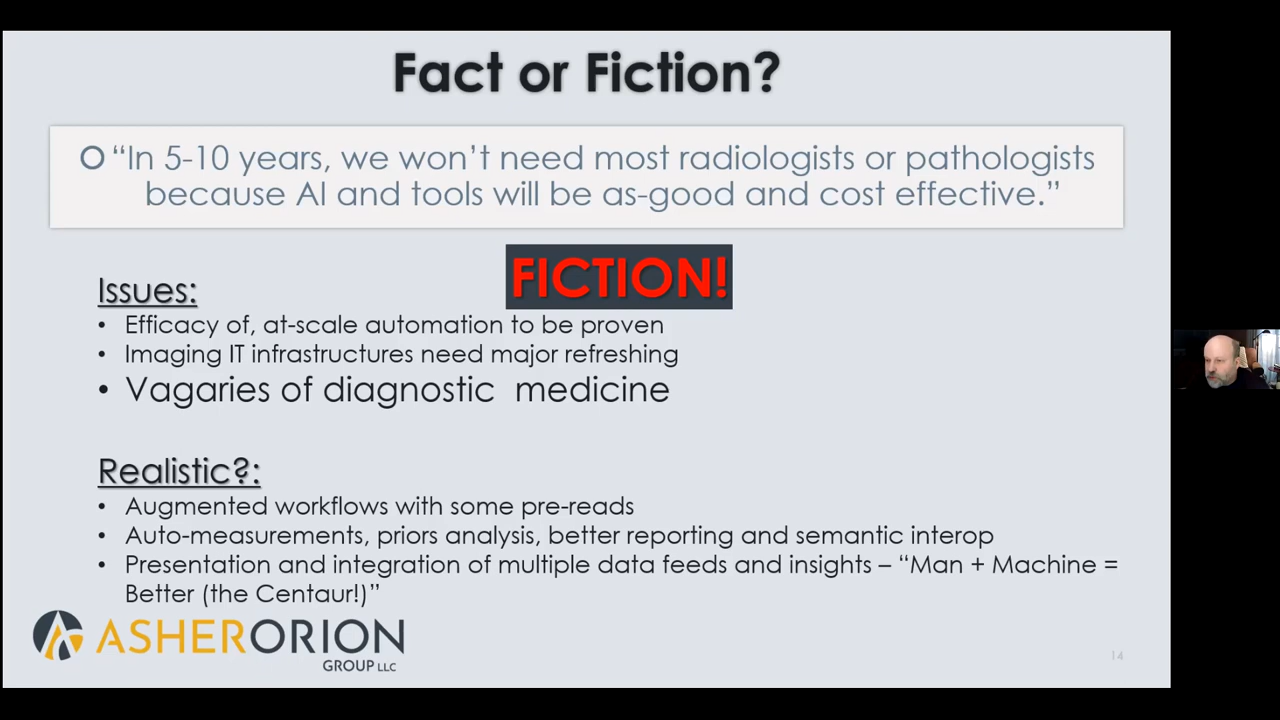 Fact or Fiction?
O “In 5-10 years, we won’t need most radiologists or pathologists
because AI and tools will be as-good and cost effective.”
FICTION!
Issues:
• Efficacy of, at-scale automation to be proven
• Imaging IT infrastructures need major refreshing
• Vagaries of diagnostic medicine
Realistic?:
• Augmented workflows with some pre-reads
• Auto-measurements, priors analysis, better reporting and semantic interop
• Presentation and integration of multiple data feeds and insights – “Man + Machine =
Better (the Centaur!)”
ASHERORION
GROUP LLC
14